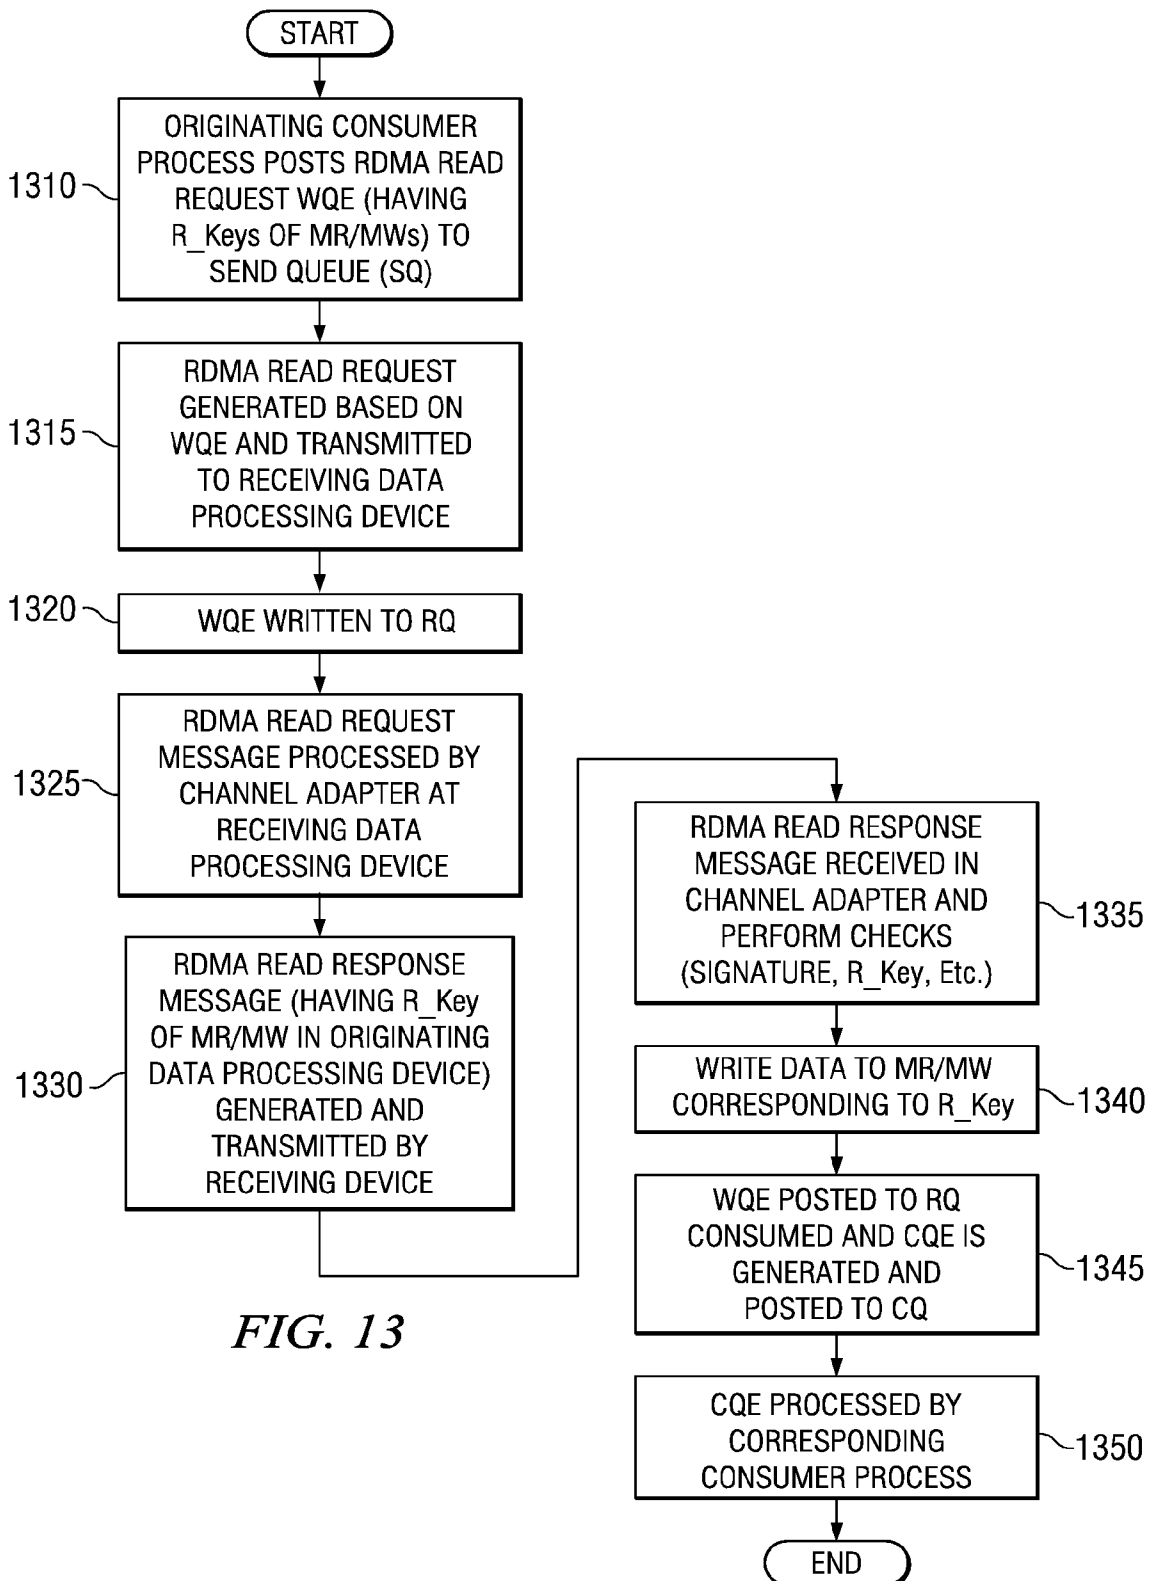 START
1310
ORIGINATING CONSUMER
PROCESS POSTS RDMA READ
REQUEST WQE (HAVING
R_Keys OF MR/MWs) TO
SEND QUEUE (SQ)
1315
RDMA READ REQUEST
GENERATED BASED ON
WQE AND TRANSMITTED
TO RECEIVING DATA
PROCESSING DEVICE
1320
WQE WRITTEN TO RQ
1325
RDMA READ REQUEST
MESSAGE PROCESSED BY
CHANNEL ADAPTER AT
RECEIVING DATA
PROCESSING DEVICE
1330
RDMA READ RESPONSE
MESSAGE (HAVING R_Key
OF MR/MW IN ORIGINATING
DATA PROCESSING DEVICE)
GENERATED AND
TRANSMITTED BY
RECEIVING DEVICE
RDMA READ RESPONSE
MESSAGE RECEIVED IN
CHANNEL ADAPTER AND
PERFORM CHECKS
(SIGNATURE, R_Key, Etc.)
1335
WRITE DATA TO MR/MW
CORRESPONDING TO R_Key
1340
WQE POSTED TO RQ
CONSUMED AND CQE IS
GENERATED AND
POSTED TO CQ
1345
CQE PROCESSED BY
CORRESPONDING
CONSUMER PROCESS
1350
END
FIG. 13